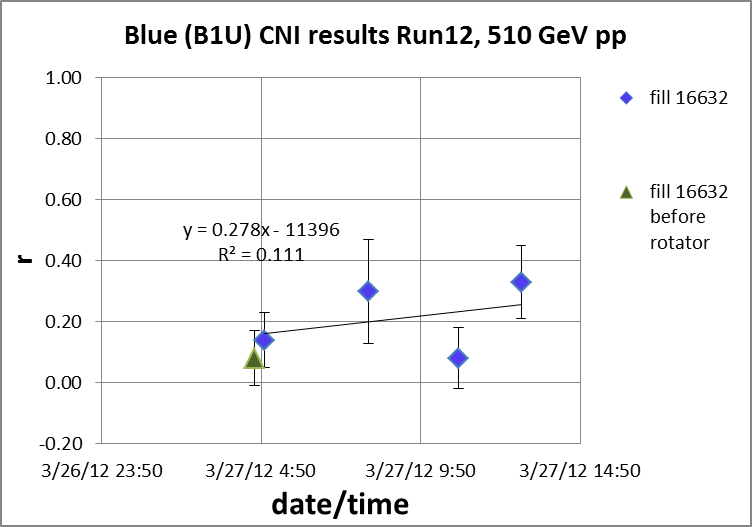 Blue (B1U) CNI results Run12, 510 GeV pp
1.00
0.80
0.60
0.40
0.20
0.00
-0.20
r
y = 0.278x - 11396
R² = 0.111
fill 16632
fill 16632
before
rotator
3/26/12 23:50 3/27/12 4:50 3/27/12 9:50 3/27/12 14:50
date/time